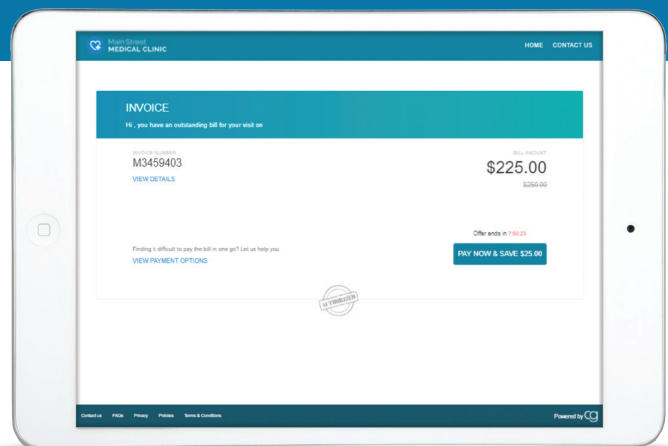 Main Street
MEDICAL CLINIC
HOME CONTACT US
INVOICE
Hi , you have an outstanding bill for your visit on
INVOICE NUMBER
M3459403
VIEW DETAILS
BILL AMOUNT
$225.00
$250.00
Offer ends in 7:50:23
Finding it difficult to pay the bill in one go? Let us help you
VIEW PAYMENT OPTIONS
PAY NOW & SAVE $25.00
Contact us FAQs Privacy Policies Terms & Conditions
Powered by CG